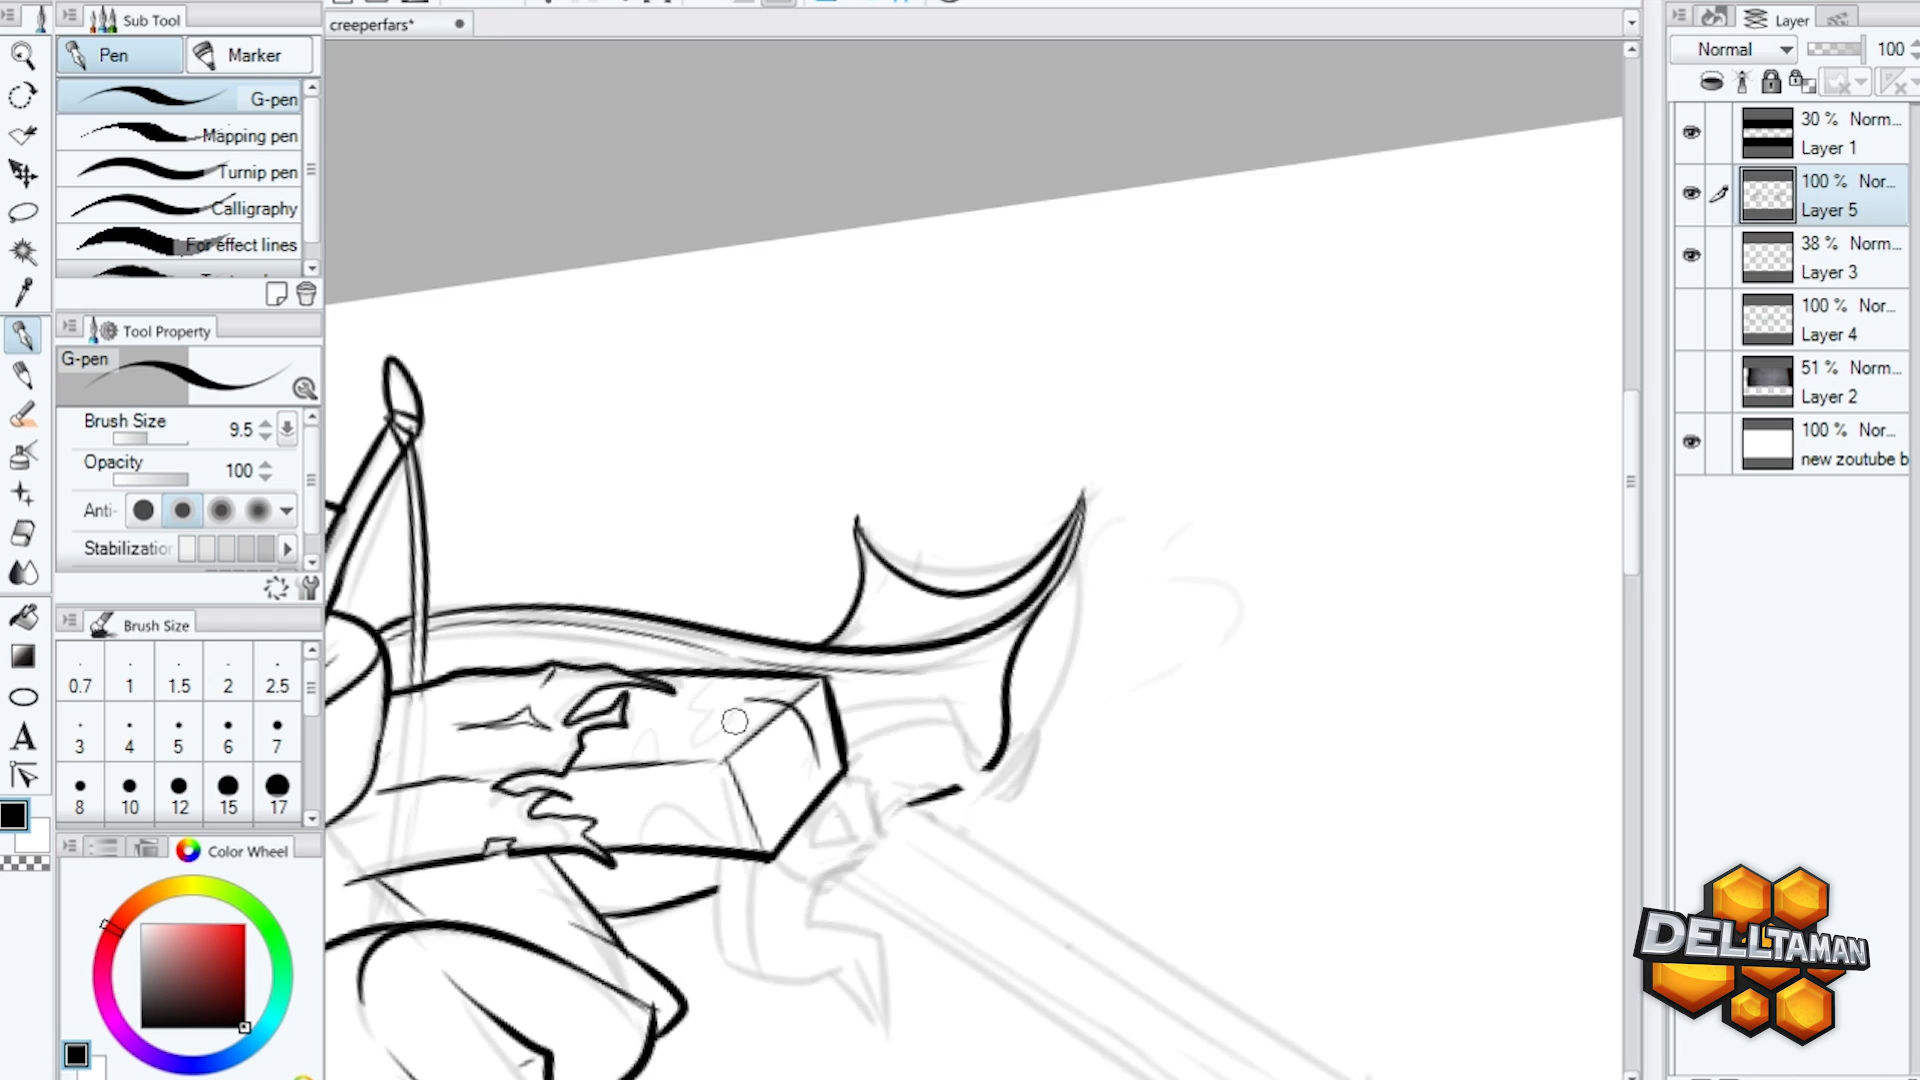 Sub Tool
Pen
Marker
G-pen
Mapping pen
Turnip pen
Calligraphy
For effect lines
Tool Property
G-pen
Brush Size
9.5
Opacity
100
Anti-
Stabilization
Brush Size
0.7 1 1.5 2 2.5
3 4 5 6 7
8 10 12 15 17
Color Wheel
creeperfars*
Layer
Normal
100
30 % Norm...
Layer 1
100 % Nor...
Layer 5
38 % Norm...
Layer 3
100 % Nor...
Layer 4
51 % Norm...
Layer 2
100 % Nor...
new zoutube b
DELLTAMAN